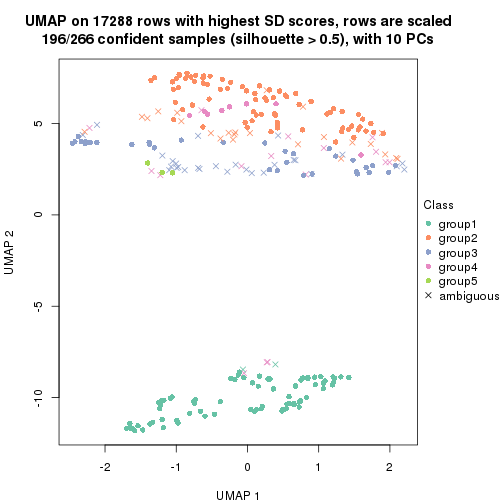 UMAP on 17288 rows with highest SD scores, rows are scaled
196/266 confident samples (silhouette > 0.5), with 10 PCs
5
0
-5
-10
UMAP 2
-2
-1
0
1
2
UMAP 1
Class
group1
group2
group3
group4
group5
ambiguous